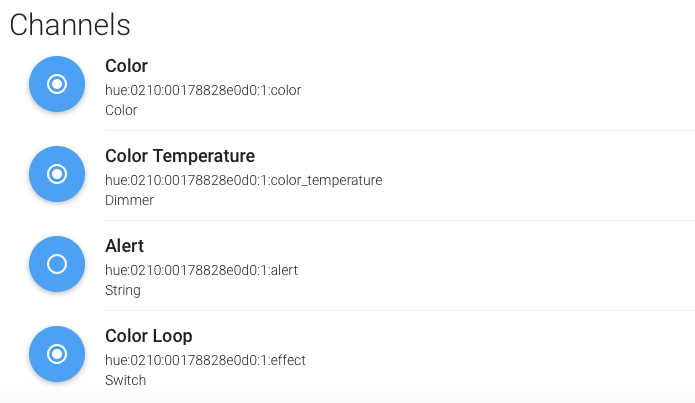 Channels
Color
hue:0210:00178828e0d0:1:color
Color
Color Temperature
hue:0210:00178828e0d0:1:color_temperature
Dimmer
Alert
hue:0210:00178828e0d0:1:alert
String
Color Loop
hue:0210:00178828e0d0:1:effect
Switch